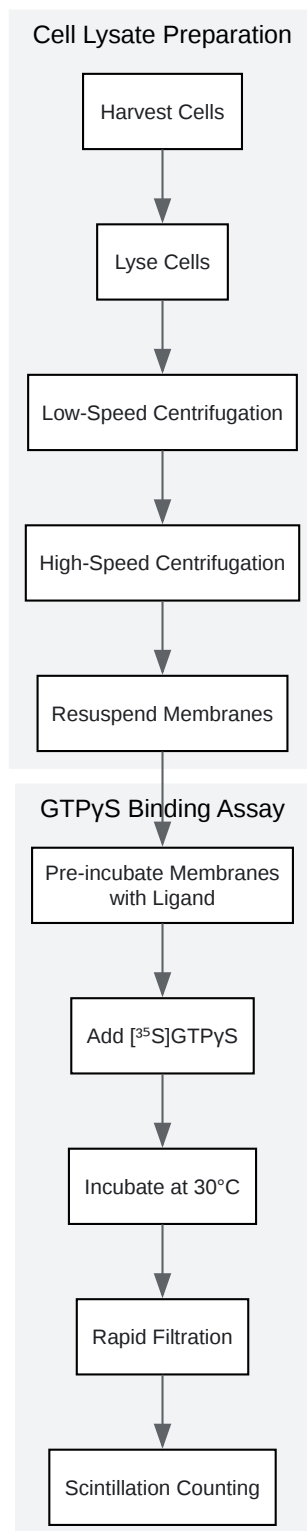 Cell Lysate Preparation
Harvest Cells
Lyse Cells
Low-Speed Centrifugation
High-Speed Centrifugation
Resuspend Membranes
GTPγS Binding Assay
Pre-incubate Membranes
with Ligand
Add [³⁵S]GTPγS
Incubate at 30°C
Rapid Filtration
Scintillation Counting